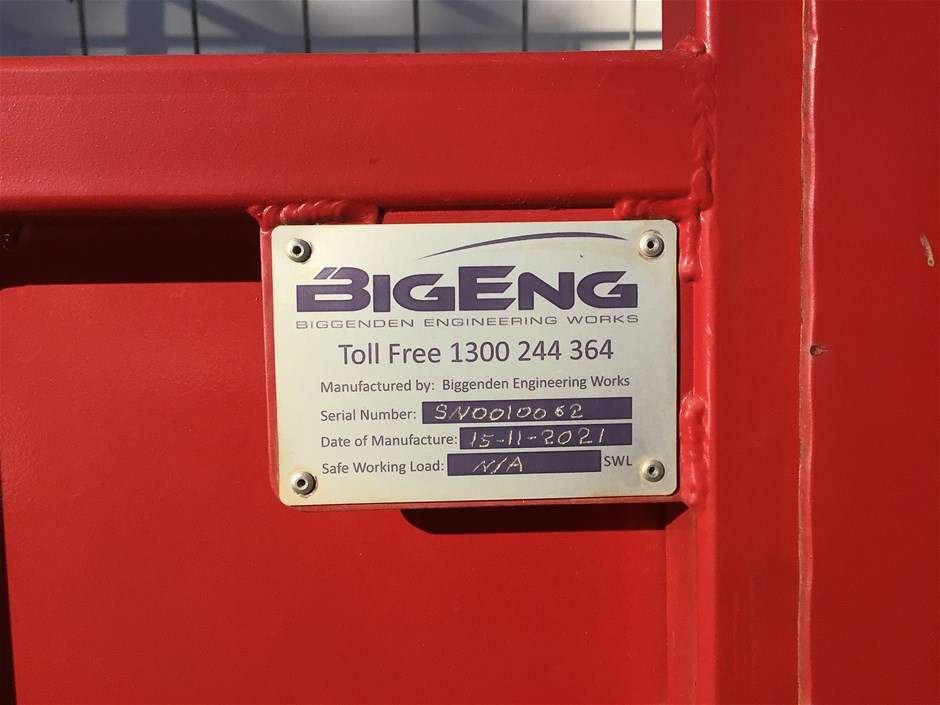 BIGENG
BIGGENDEN ENGINEERING WORKS
Toll Free 1300 244 364
Manufactured by: Biggenden Engineering Works
Serial Number: SN0010062
Date of Manufacture: 15-11-2021
Safe Working Load: N/A SWL